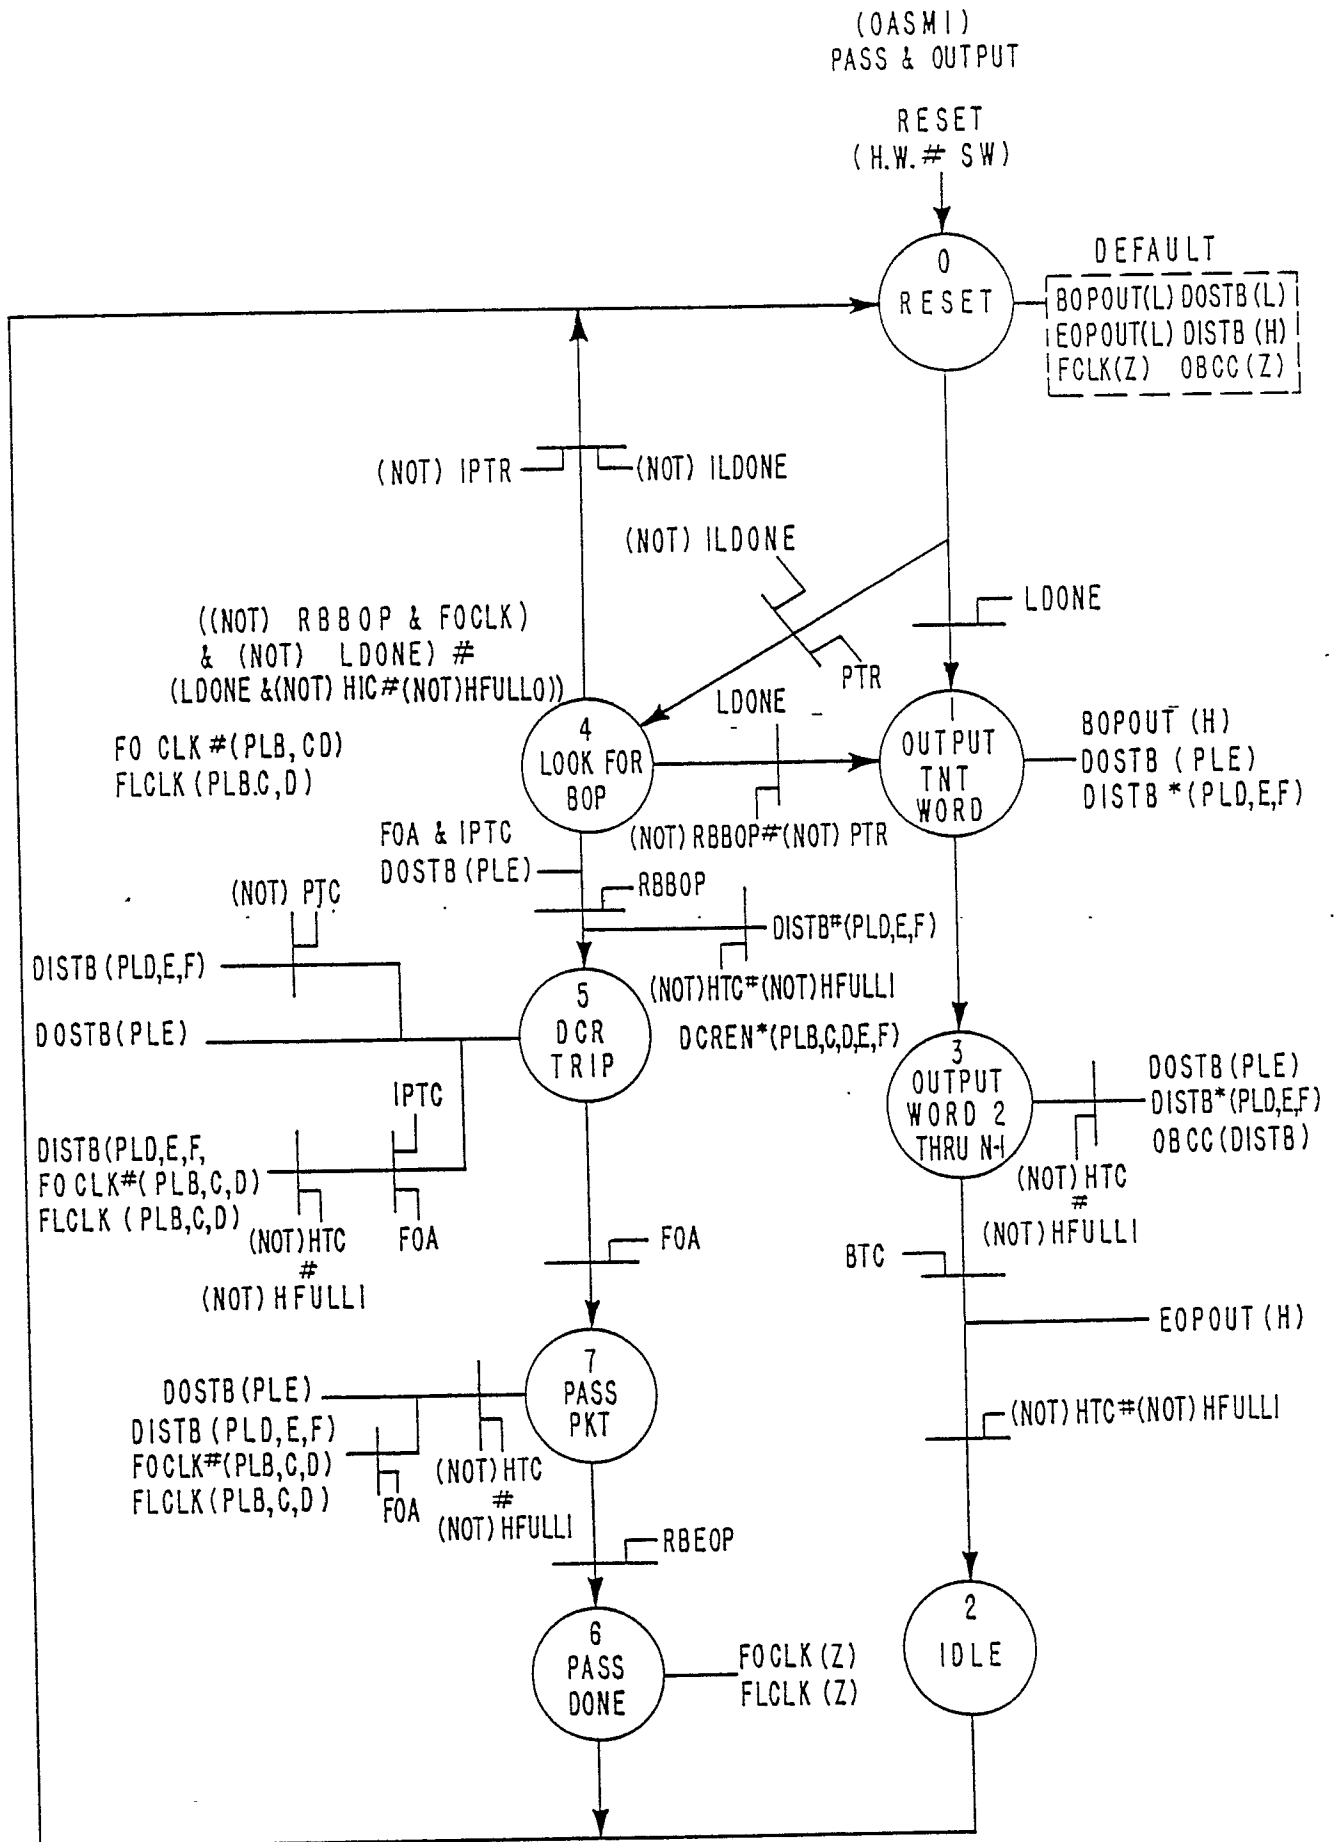 (OASM1)
PASS & OUTPUT
RESET
(H.W.# SW)
0
RESET
DEFAULT
BOPOUT(L) DOSTB(L)
EOPOUT(L) DISTB(H)
FCLK(Z) OBCC(Z)
(NOT) IPTR
(NOT) ILDONE
(NOT) ILDONE
PTR
LDONE
((NOT) RBBOP & FOCLK)
& (NOT) LDONE) #
(LDONE &(NOT) HIC#(NOT)HFULLO))
FO CLK #(PLB, CD)
FLCLK (PLB.C, D)
4
LOOK FOR
BOP
LDONE
(NOT)RBBOP#(NOT) PTR
1
OUTPUT
TNT
WORD
BOPOUT (H)
DOSTB (PLE)
DISTB *(PLD,E,F)
FOA & IPTC
DOSTB (PLE)
RBBOP
DISTB#(PLD,E,F)
(NOT)HTC#(NOT)HFULLI
(NOT) PTC
DISTB (PLD,E,F)
DOSTB(PLE)
5
DCR
TRIP
DCREN*(PLB,C,D,E,F)
IPTC
DISTB(PLD,E,F,
FOCLK#(PLB,C,D)
FLCLK (PLB,C,D)
(NOT)HTC
#
(NOT) HFULLI
FOA
3
OUTPUT
WORD 2
THRU N-1
DOSTB(PLE)
DISTB*(PLD,E,F)
OBCC(DISTB)
(NOT)HTC
#
(NOT)HFULLI
FOA
BTC
EOPOUT (H)
7
PASS
PKT
DOSTB(PLE)
DISTB (PLD,E,F)
FOCLK#(PLB,C,D)
FLCLK(PLB,C,D)
FOA
(NOT)HTC
#
(NOT)HFULLI
(NOT)HTC#(NOT)HFULLI
RBEOP
6
PASS
DONE
FOCLK (Z)
FLCLK (Z)
2
IDLE